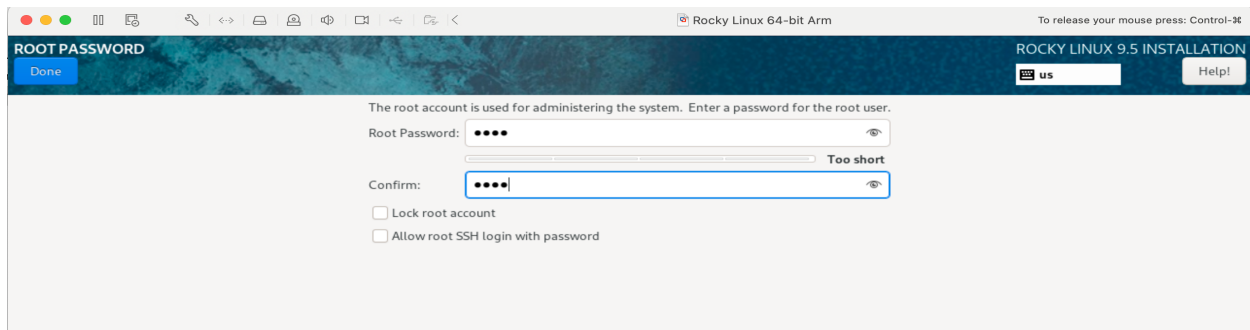 Rocky Linux 64-bit Arm
To release your mouse press: Control-⌘
ROOT PASSWORD
ROCKY LINUX 9.5 INSTALLATION
Done
us
Help!
The root account is used for administering the system. Enter a password for the root user.
Root Password: ●●●●
Too short
Confirm: ●●●●
Lock root account
Allow root SSH login with password